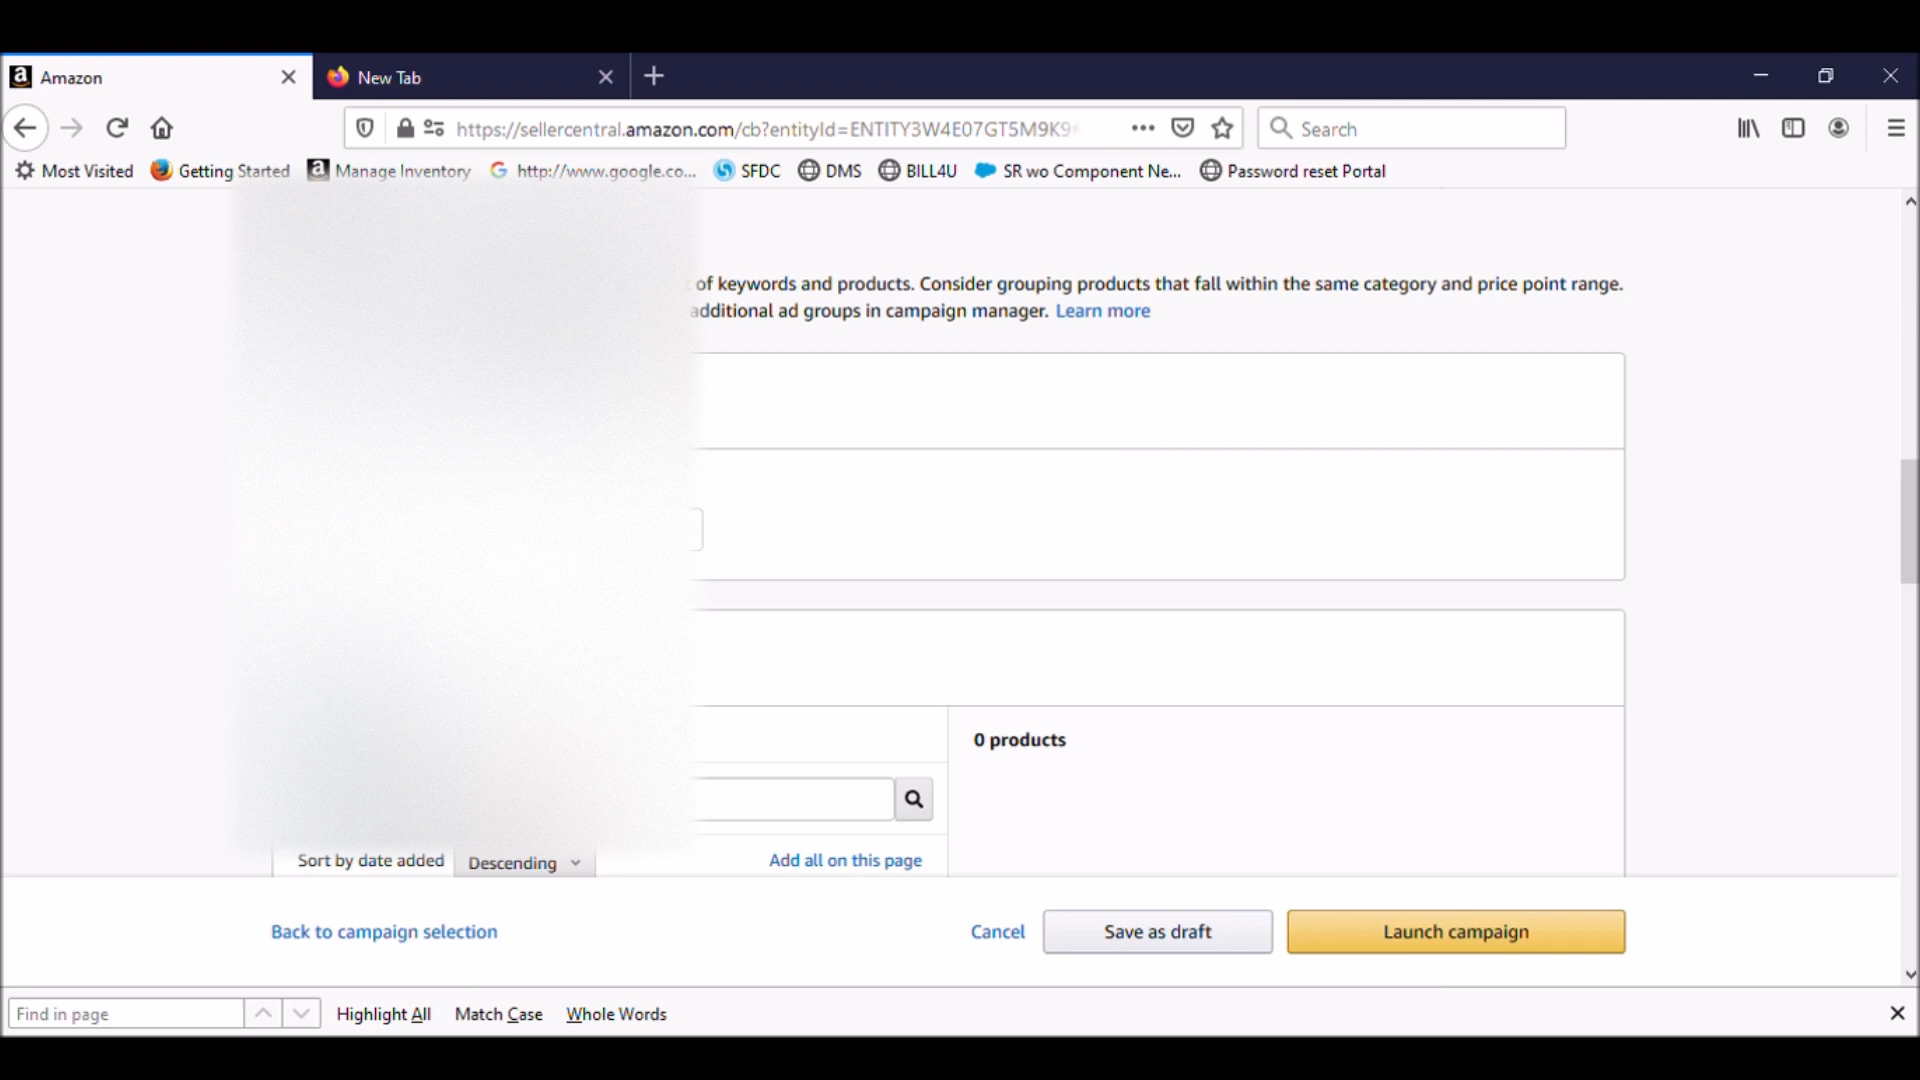 Amazon
New Tab
https://sellercentral.amazon.com/cb?entityId=ENTITY3W4E07GT5M9K9
Search
Most Visited
Getting Started
Manage Inventory
http://www.google.co...
SFDC
DMS
BILL4U
SR wo Component Ne...
Password reset Portal
of keywords and products. Consider grouping products that fall within the same category and price point range.
additional ad groups in campaign manager. Learn more
0 products
Sort by date added
Descending
Add all on this page
Back to campaign selection
Cancel
Save as draft
Launch campaign
Find in page
Highlight All
Match Case
Whole Words